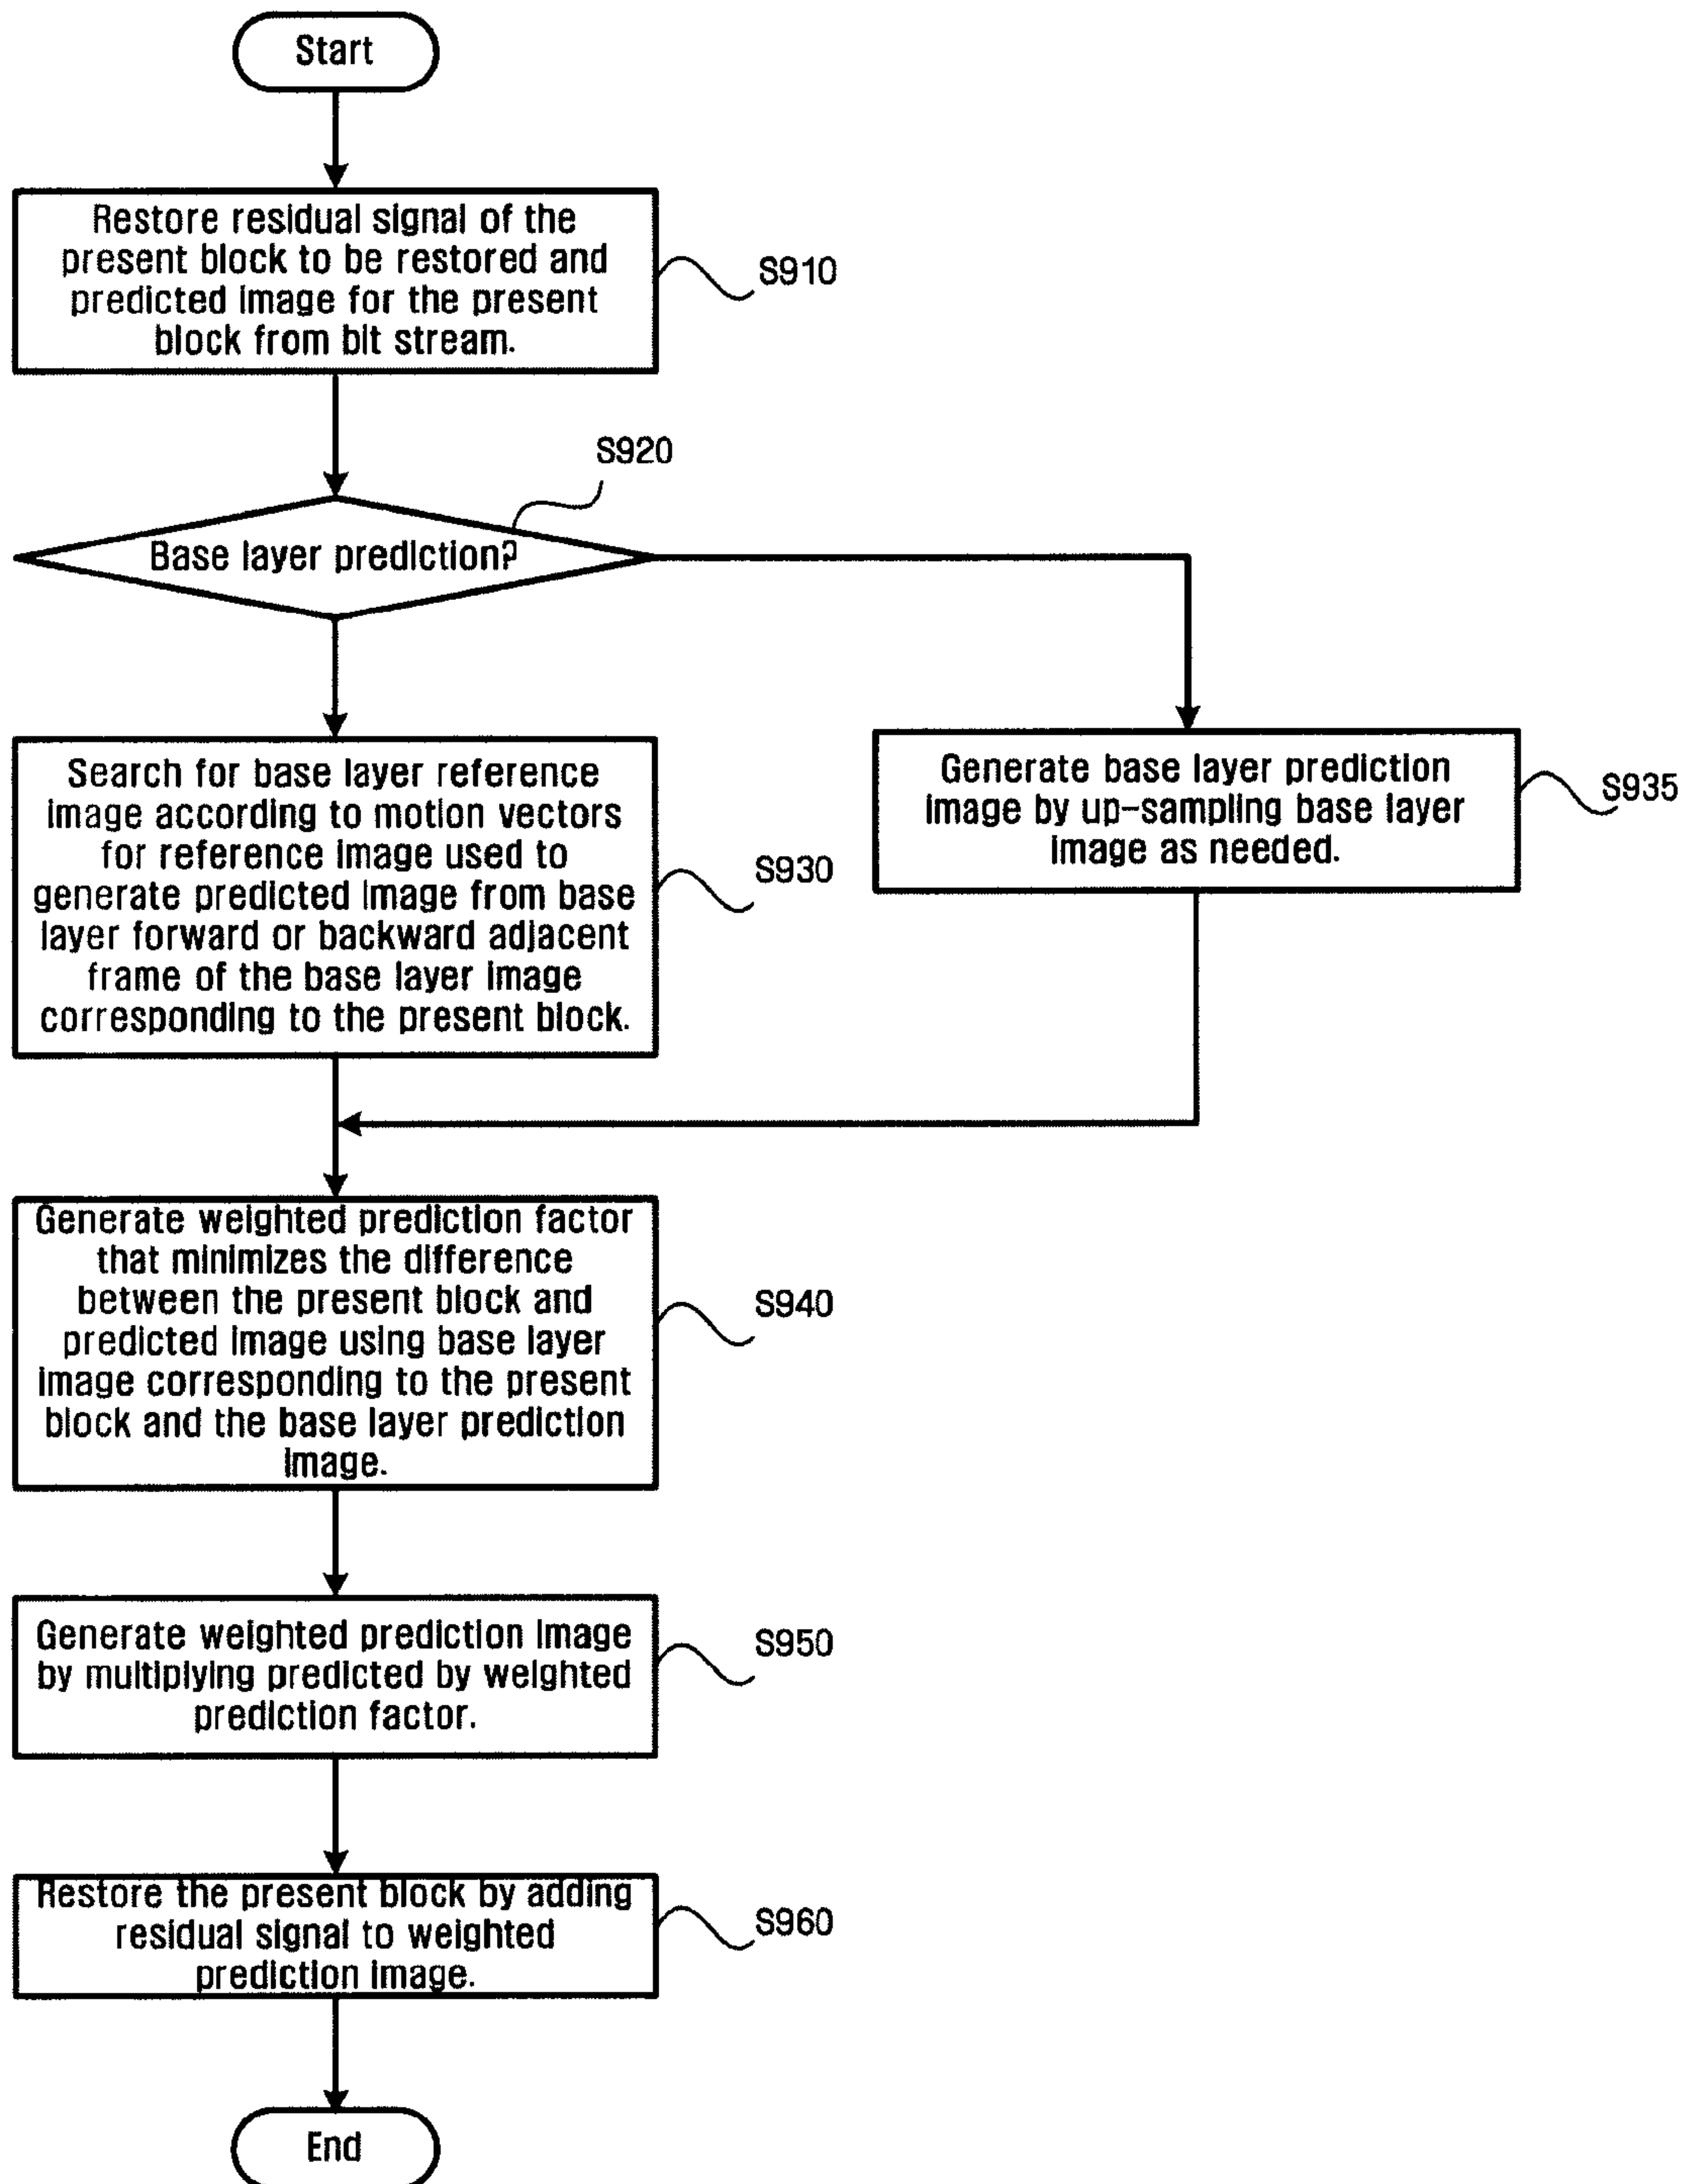 Start
Restore residual signal of the
present block to be restored and
predicted image for the present
block from bit stream.
S910
S920
Base layer prediction?
Search for base layer reference
image according to motion vectors
for reference image used to
generate predicted image from base
layer forward or backward adjacent
frame of the base layer image
corresponding to the present block.
S930
Generate base layer prediction
image by up-sampling base layer
image as needed.
S935
Generate weighted prediction factor
that minimizes the difference
between the present block and
predicted image using base layer
image corresponding to the present
block and the base layer prediction
image.
S940
Generate weighted prediction image
by multiplying predicted by weighted
prediction factor.
S950
Restore the present block by adding
residual signal to weighted
prediction image.
S960
End